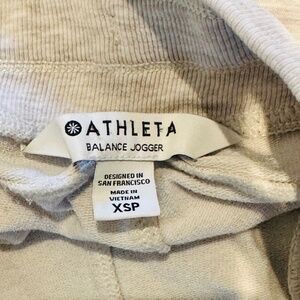 ATHLETA
BALANCE JOGGER
DESIGNED IN
SAN FRANCISCO
MADE IN
VIETNAM
XSP